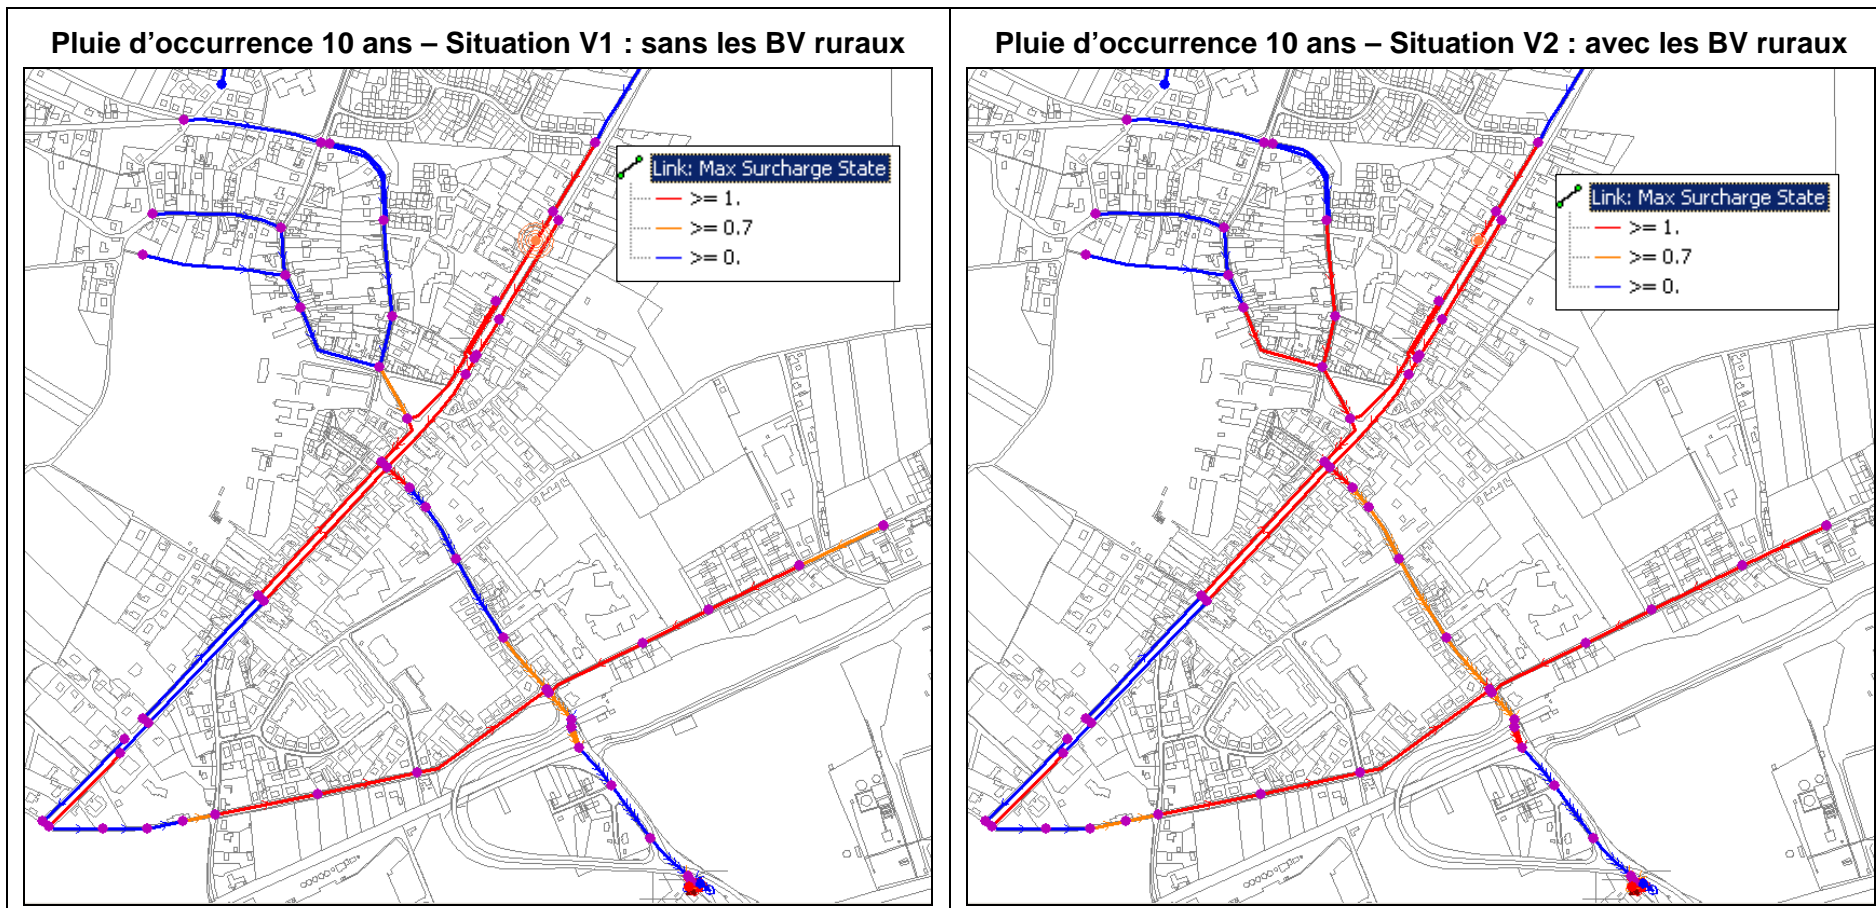 Pluie d'occurrence 10 ans – Situation V1 : sans les BV ruraux
Link: Max Surcharge State
>= 1.
>= 0.7
>= 0.
Pluie d'occurrence 10 ans – Situation V2 : avec les BV ruraux
Link: Max Surcharge State
>= 1.
>= 0.7
>= 0.